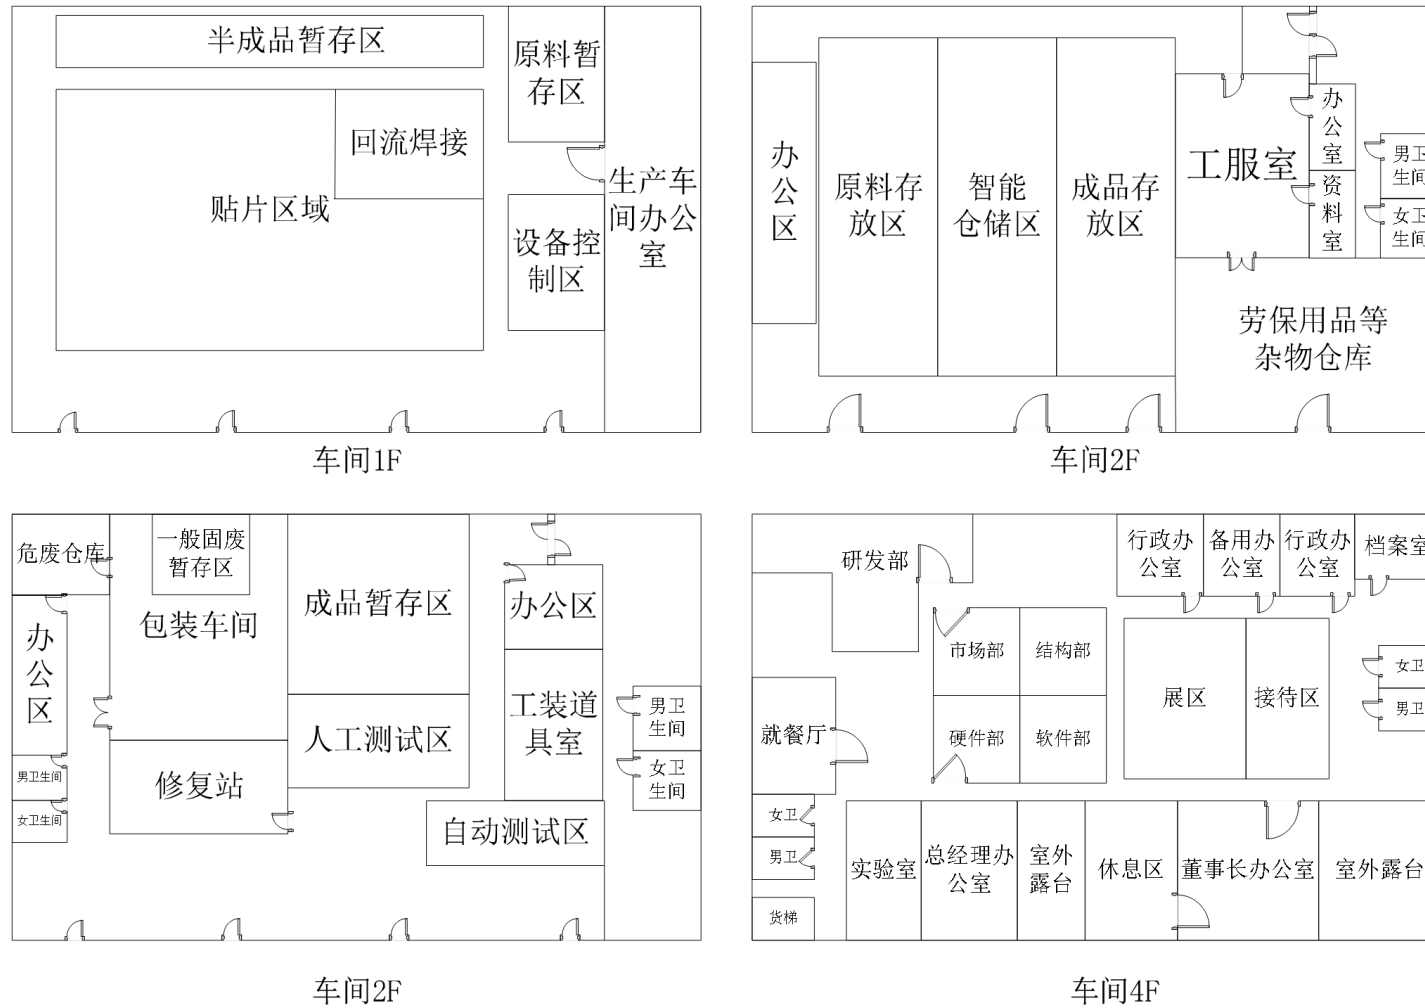 半成品暂存区
原料暂
存区
回流焊接
贴片区域
生产车
间办公
室
设备控
制区
车间1F
办
公
区
原料存
放区
智能
仓储区
成品存
放区
工服室
办
公
室
资
料
室
男卫
生间
女卫
生间
劳保用品等
杂物仓库
车间2F
危废仓库
一般固废
暂存区
包装车间
成品暂存区
办公区
办
公
区
人工测试区
工装道
具室
男卫
生间
女卫
生间
男卫生间
女卫生间
修复站
自动测试区
车间2F
研发部
行政办
公室
备用办
公室
行政办
公室
档案室
市场部
结构部
硬件部
软件部
展区
接待区
女卫
男卫
就餐厅
女卫
男卫
货梯
实验室
总经理办
公室
室外
露台
休息区
董事长办公室
室外露台
车间4F